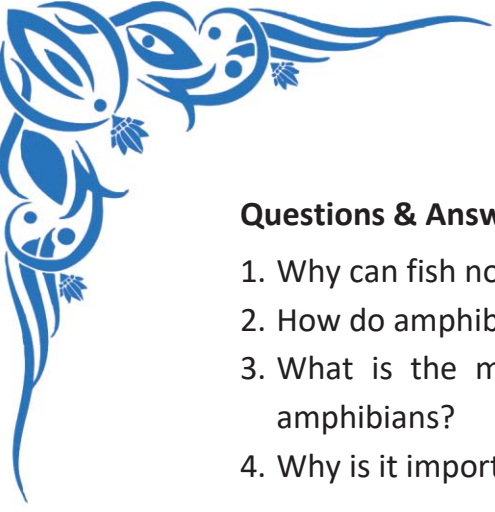 Questions & Answ
1. Why can fish no
2. How do amphib
3. What is the m
amphibians?
4. Why is it import